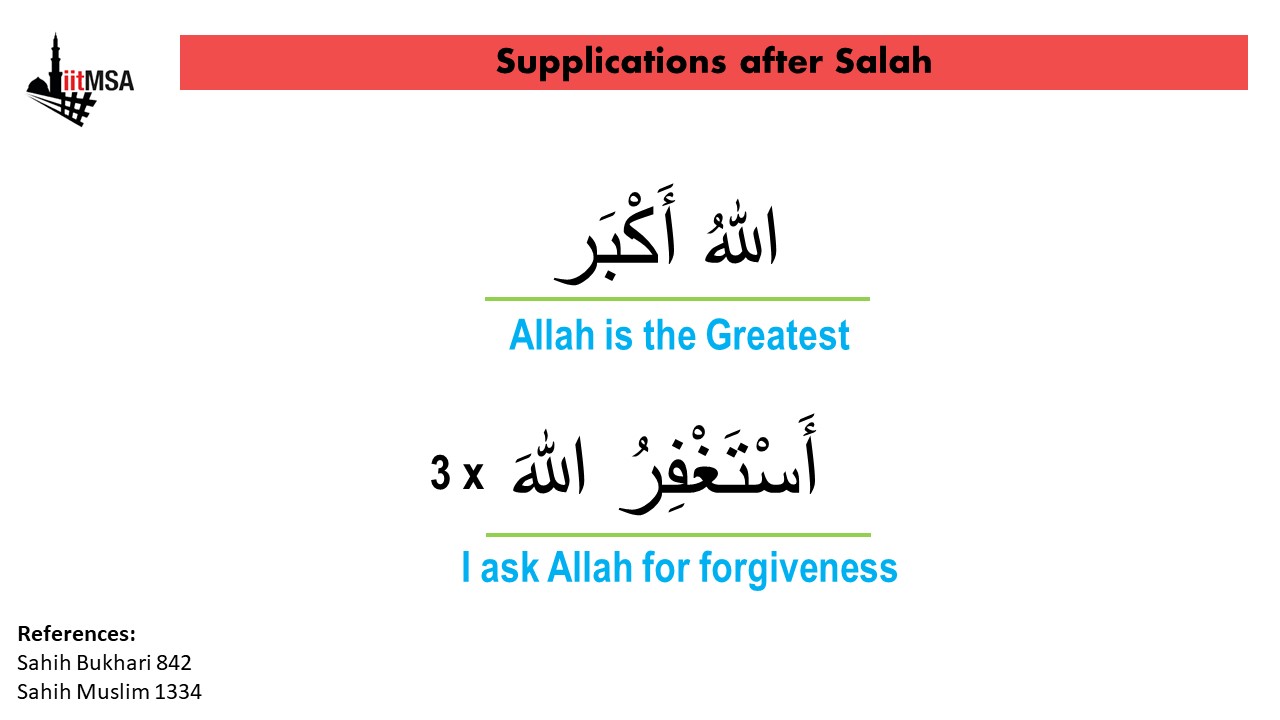 iitMSA
Supplications after Salah
اللهُ أَكْبَر
Allah is the Greatest
أَسْتَغْفِرُ اللهَ 3 x
I ask Allah for forgiveness
References:
Sahih Bukhari 842
Sahih Muslim 1334